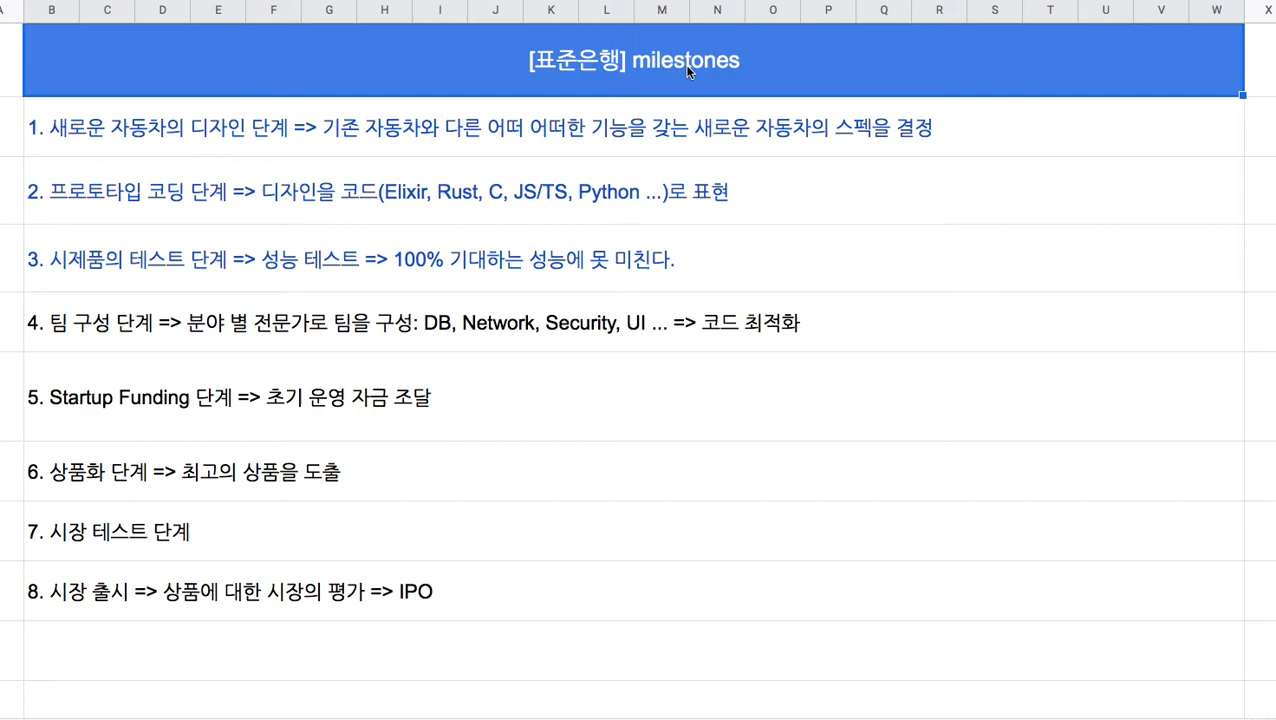 A B C D E F G H I J K L M N O P Q R S T U V W X
[표준은행] milestones
1. 새로운 자동차의 디자인 단계 => 기존 자동차와 다른 어떠 어떠한 기능을 갖는 새로운 자동차의 스펙을 결정
2. 프로토타입 코딩 단계 => 디자인을 코드(Elixir, Rust, C, JS/TS, Python ...)로 표현
3. 시제품의 테스트 단계 => 성능 테스트 => 100% 기대하는 성능에 못 미친다.
4. 팀 구성 단계 => 분야 별 전문가로 팀을 구성: DB, Network, Security, UI ... => 코드 최적화
5. Startup Funding 단계 => 초기 운영 자금 조달
6. 상품화 단계 => 최고의 상품을 도출
7. 시장 테스트 단계
8. 시장 출시 => 상품에 대한 시장의 평가 => IPO